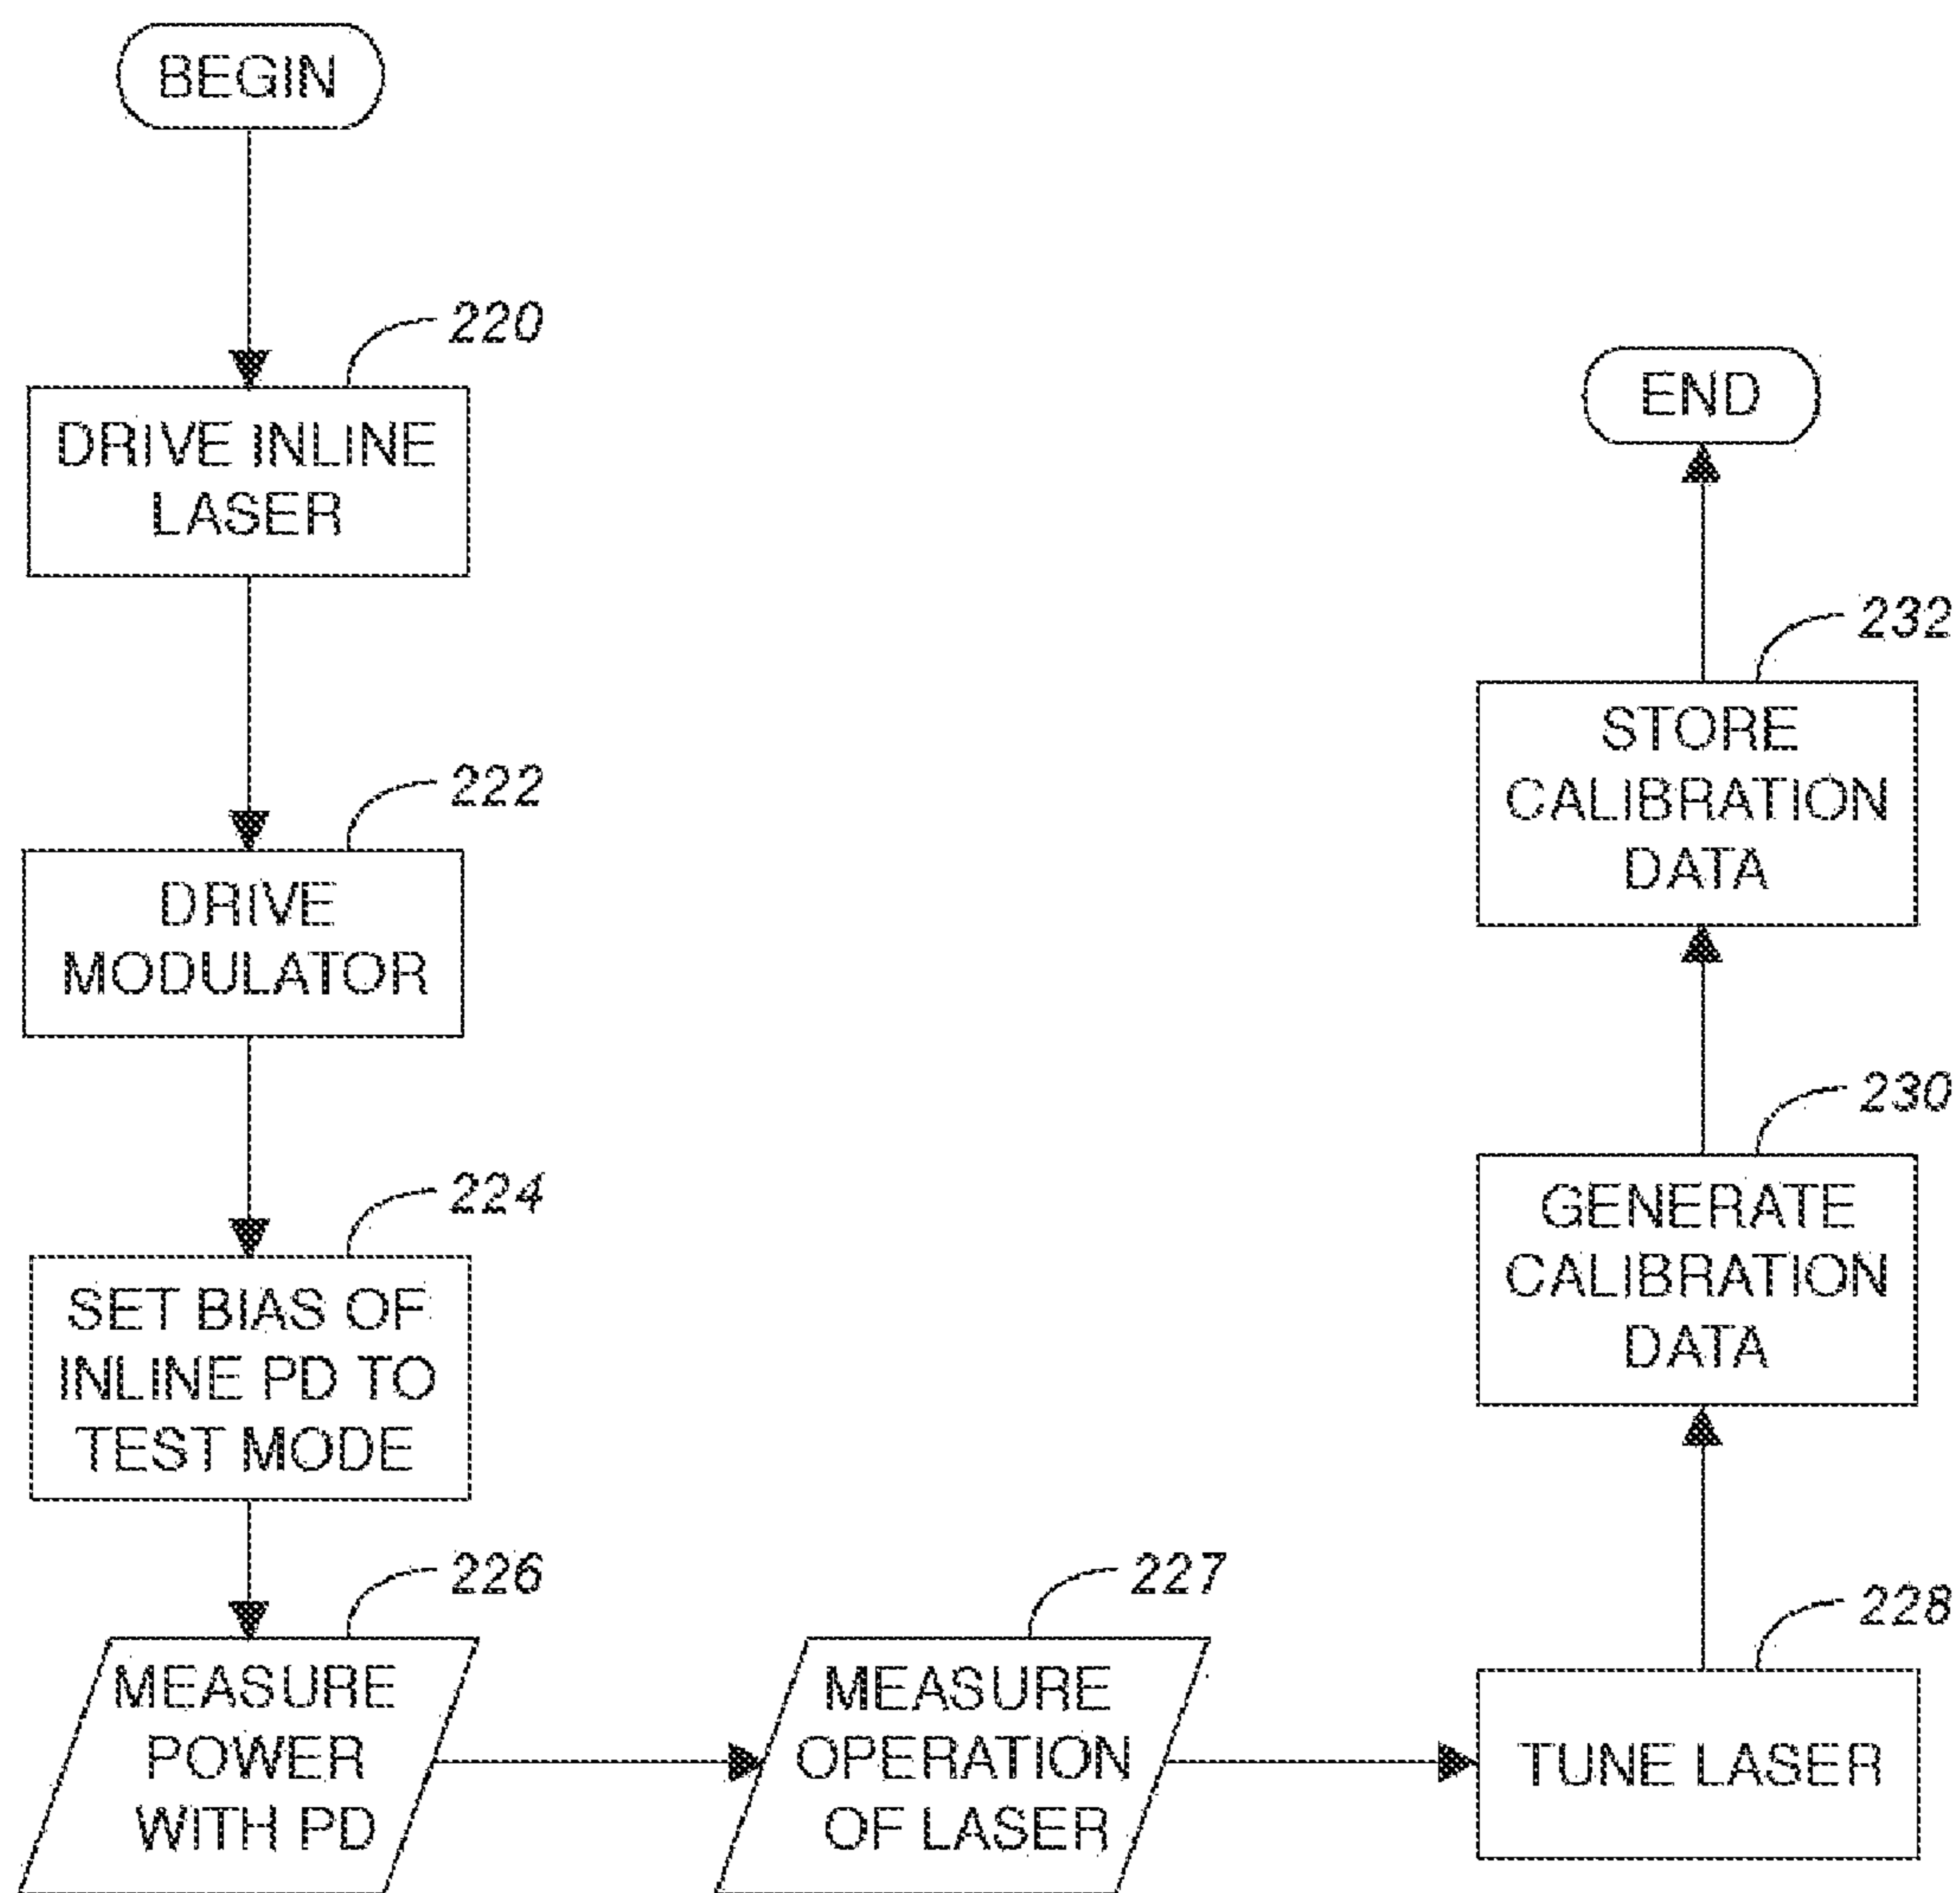 BEGIN
220
DRIVE INLINE
LASER
222
DRIVE
MODULATOR
224
SET BIAS OF
INLINE PD TO
TEST MODE
226
MEASURE
POWER
WITH PD
227
MEASURE
OPERATION
OF LASER
228
TUNE LASER
230
GENERATE
CALIBRATION
DATA
232
STORE
CALIBRATION
DATA
END